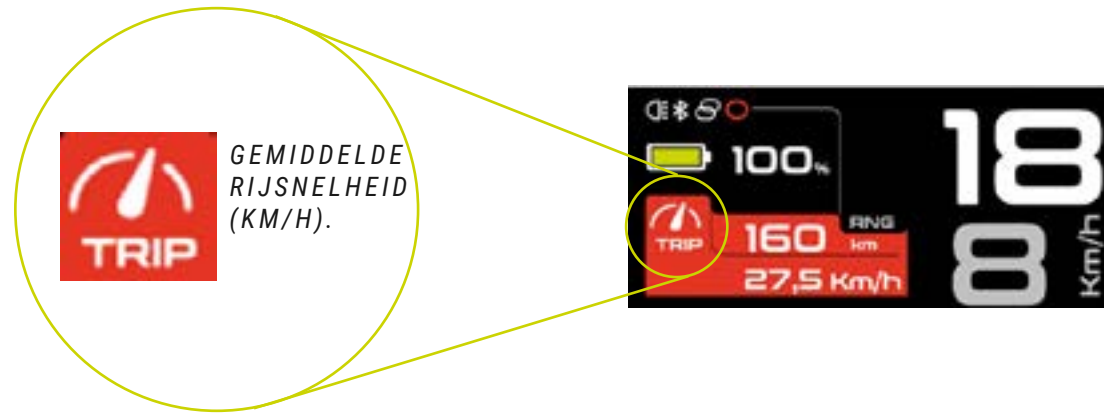 TRIP
GEMIDDELDE
RIJSNELHEID
(KM/H).
100%
TRIP
160 RNG
km
27,5 Km/h
18
8
Km/h